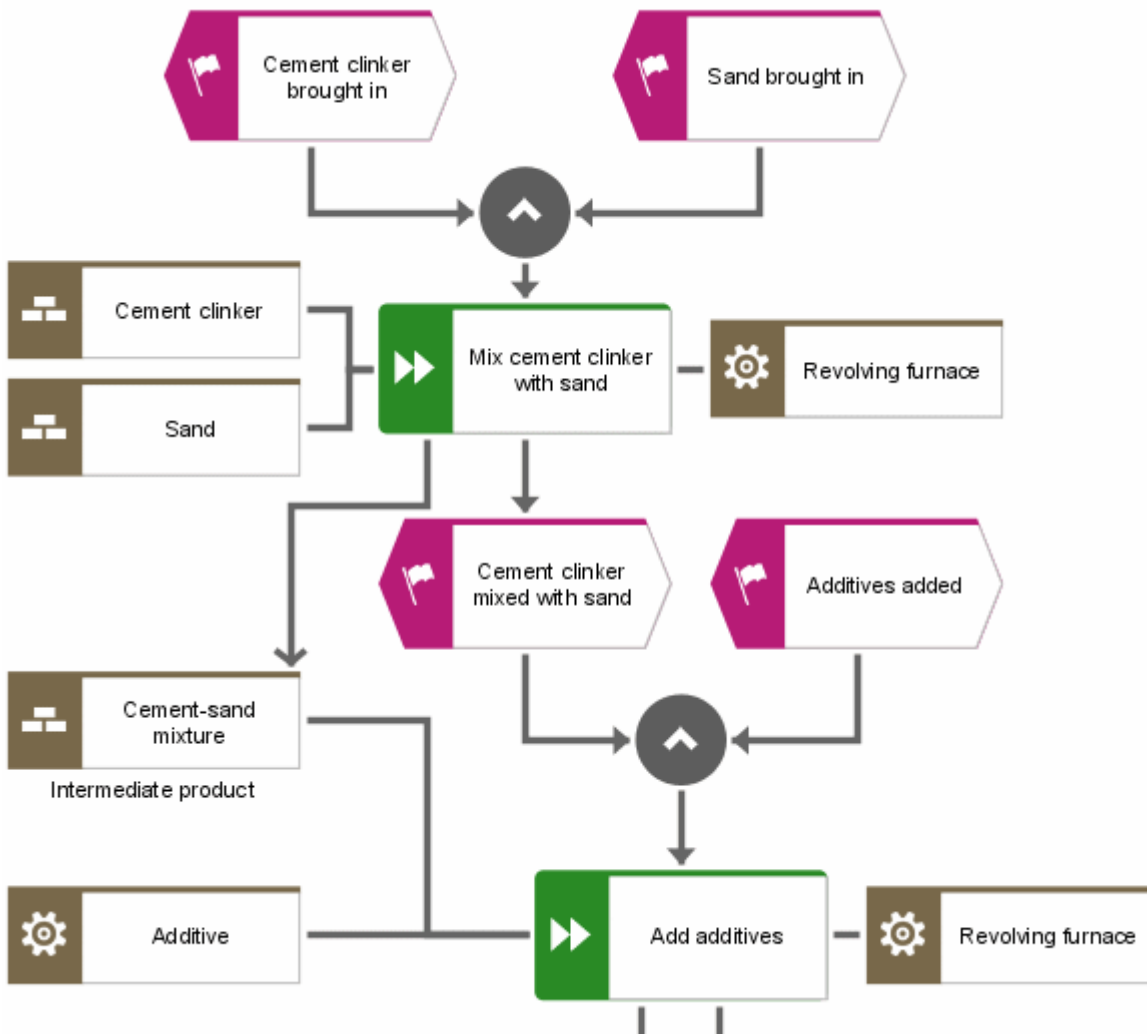 Cement clinker
brought in
Sand brought in
Cement clinker
Mix cement clinker
with sand
Revolving furnace
Sand
Cement clinker
mixed with sand
Additives added
Cement-sand
mixture
Intermediate product
Additive
Add additives
Revolving furnace